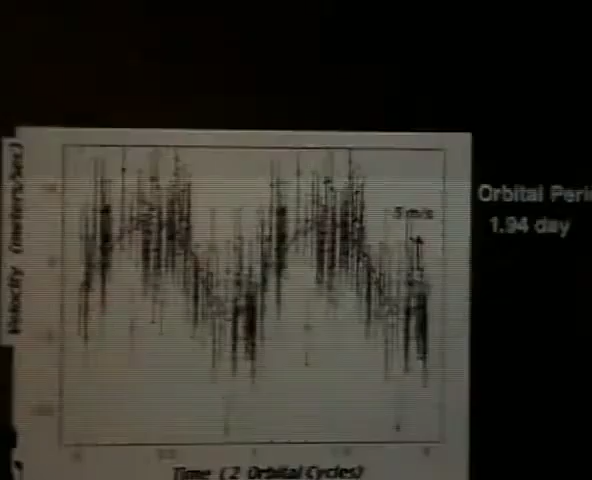 Orbital Peri
1.94 day
5 m/s
Velocity (meters/sec)
Time (2 Orbital Cycles)